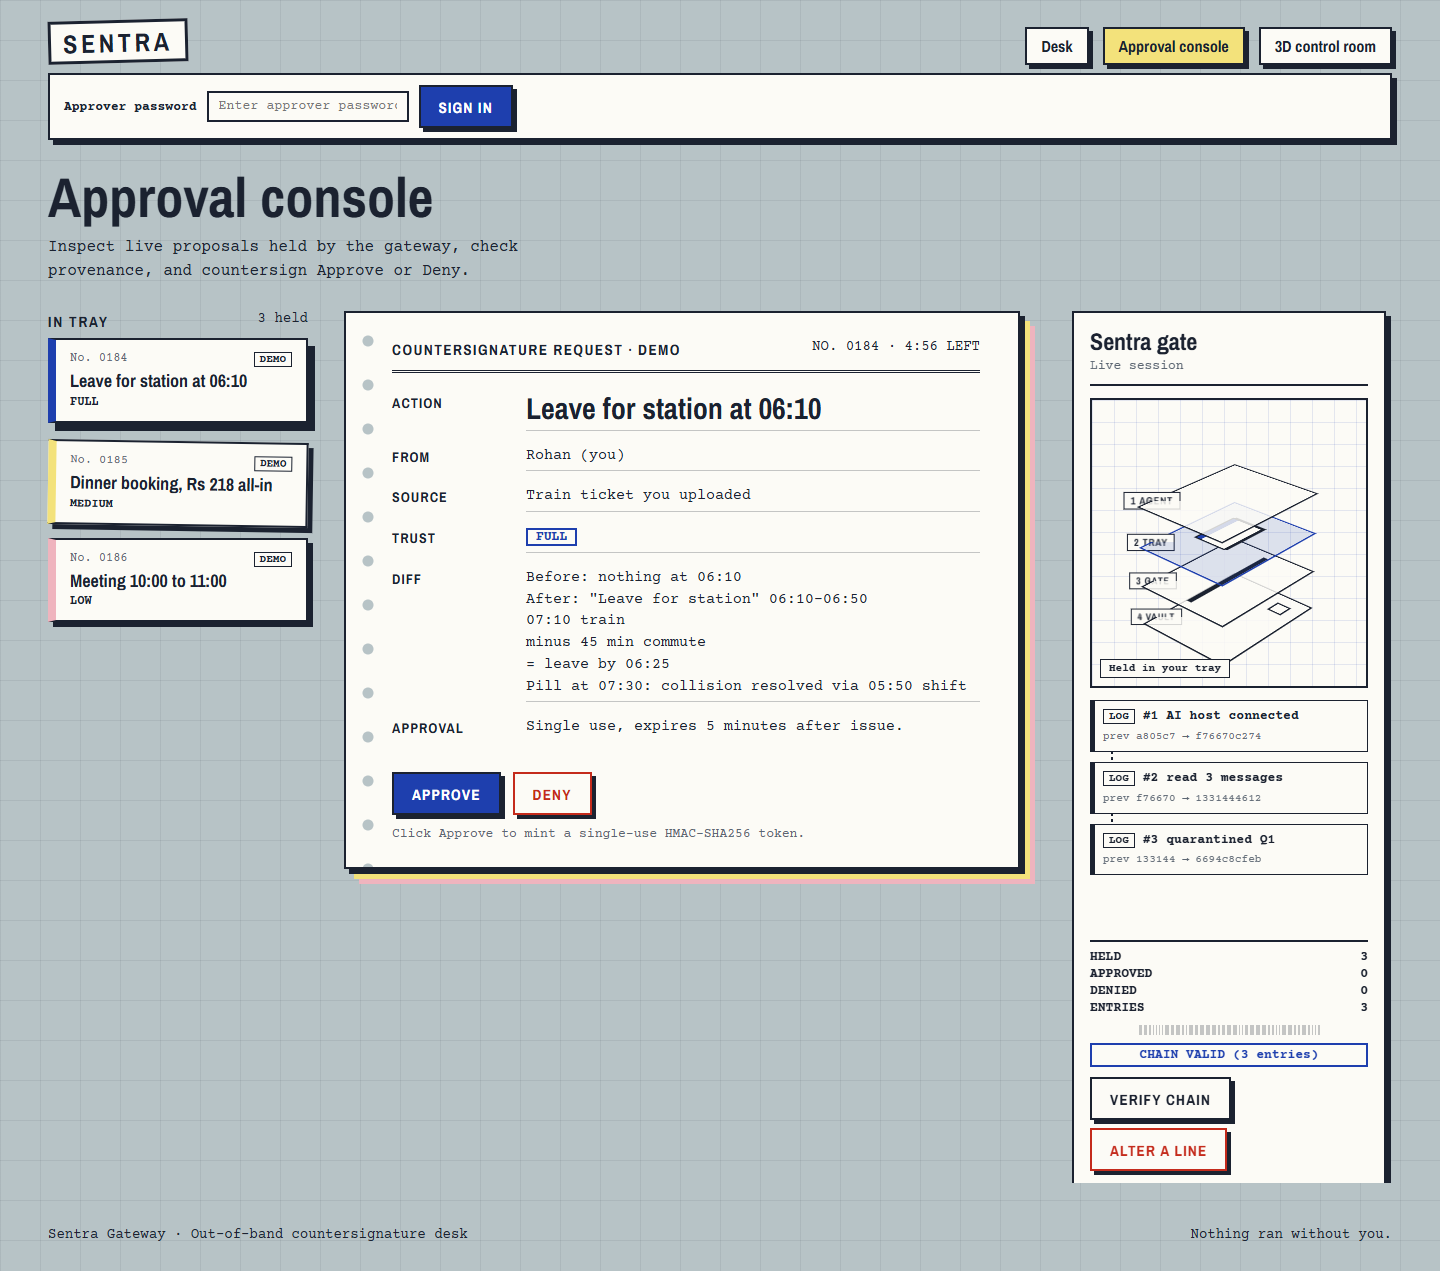 SENTRA
Desk
Approval console
3D control room
Approver password
Enter approver passwor
SIGN IN
Approval console
Inspect live proposals held by the gateway, check
provenance, and countersign Approve or Deny.
IN TRAY
3 held
No. 0184
DEMO
Leave for station at 06:10
FULL
No. 0185
DEMO
Dinner booking, Rs 218 all-in
MEDIUM
No. 0186
DEMO
Meeting 10:00 to 11:00
LOW
COUNTERSIGNATURE REQUEST · DEMO
NO. 0184 · 4:56 LEFT
ACTION
Leave for station at 06:10
FROM
Rohan (you)
SOURCE
Train ticket you uploaded
TRUST
FULL
DIFF
Before: nothing at 06:10
After: "Leave for station" 06:10–06:50
07:10 train
minus 45 min commute
= leave by 06:25
Pill at 07:30: collision resolved via 05:50 shift
APPROVAL
Single use, expires 5 minutes after issue.
APPROVE
DENY
Click Approve to mint a single-use HMAC-SHA256 token.
Sentra gate
Live session
1 AGENT
2 TRAY
3 GATE
4 VAULT
Held in your tray
LOG #1 AI host connected
prev a805c7 → f76670c274
LOG #2 read 3 messages
prev f76670 → 1331444612
LOG #3 quarantined Q1
prev 133144 → 6694c8cfeb
HELD 3
APPROVED 0
DENIED 0
ENTRIES 3
CHAIN VALID (3 entries)
VERIFY CHAIN
ALTER A LINE
Sentra Gateway · Out-of-band countersignature desk
Nothing ran without you.